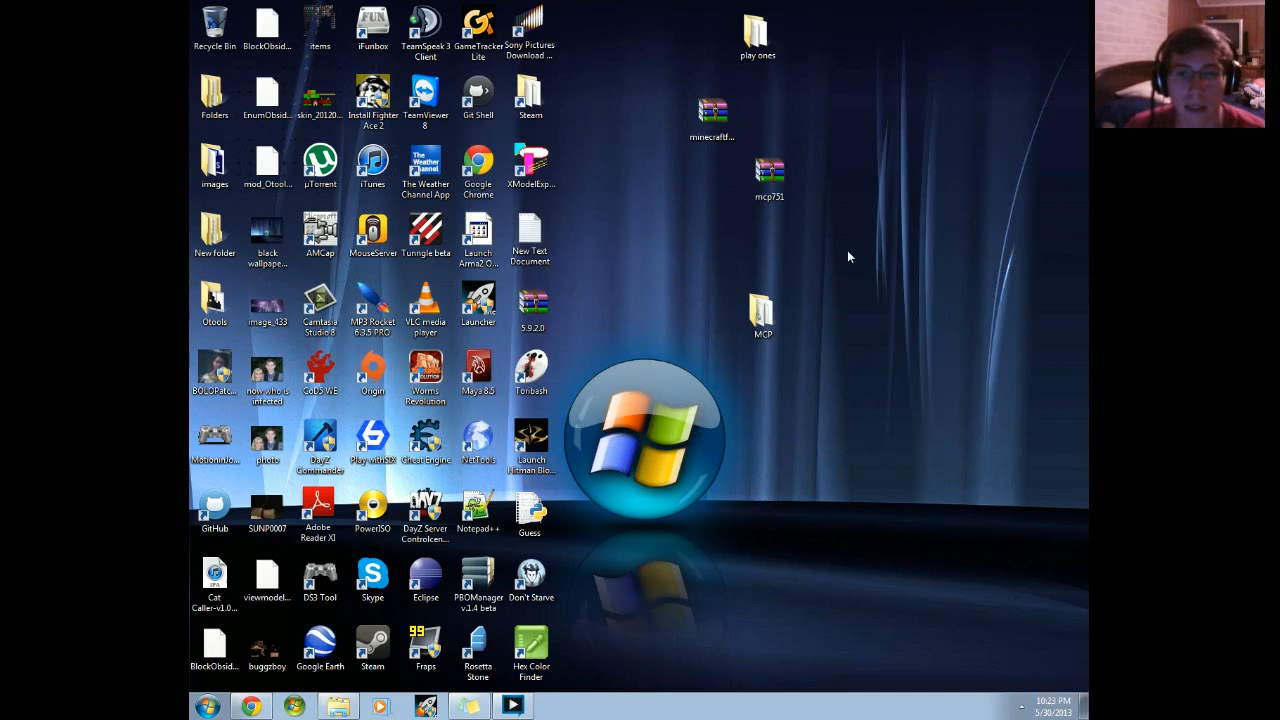 Recycle Bin
BlockObsid...
items
iFunbox
TeamSpeak 3 Client
GameTracker Lite
Sony Pictures Download ...
play ones
Folders
EnumObsid...
skin_20120...
Install Fighter Ace 2
TeamViewer 8
Git Shell
Steam
minecraftf...
images
mod_Otool...
µTorrent
iTunes
The Weather Channel App
Google Chrome
XModelExp...
mcp751
New folder
black wallpape...
AMCap
MouseServer
Tunngle beta
Launch Arma2 O...
New Text Document
Otools
image_433
Camtasia Studio 8
MP3 Rocket 6.3.5 PRO
VLC media player
Launcher
5.9.2.0
MCP
BOLOPatc...
now who is infected
CoD5 WE
Origin
Worms Revolution
Maya 8.5
Toribash
MotioninJo...
photo
DayZ Commander
Play withSIX
Cheat Engine
NetTools
Launch Hitman Blo...
GitHub
SUNP0007
Adobe Reader XI
PowerISO
DayZ Server Controlcen...
Notepad++
Guess
Cat Caller-v1.0...
viewmodel...
DS3 Tool
Skype
Eclipse
PBOManager v.1.4 beta
Don't Starve
BlockObsid...
buggzboy
Google Earth
Steam
99
Fraps
Rosetta Stone
Hex Color Finder
10:23 PM
5/30/2013